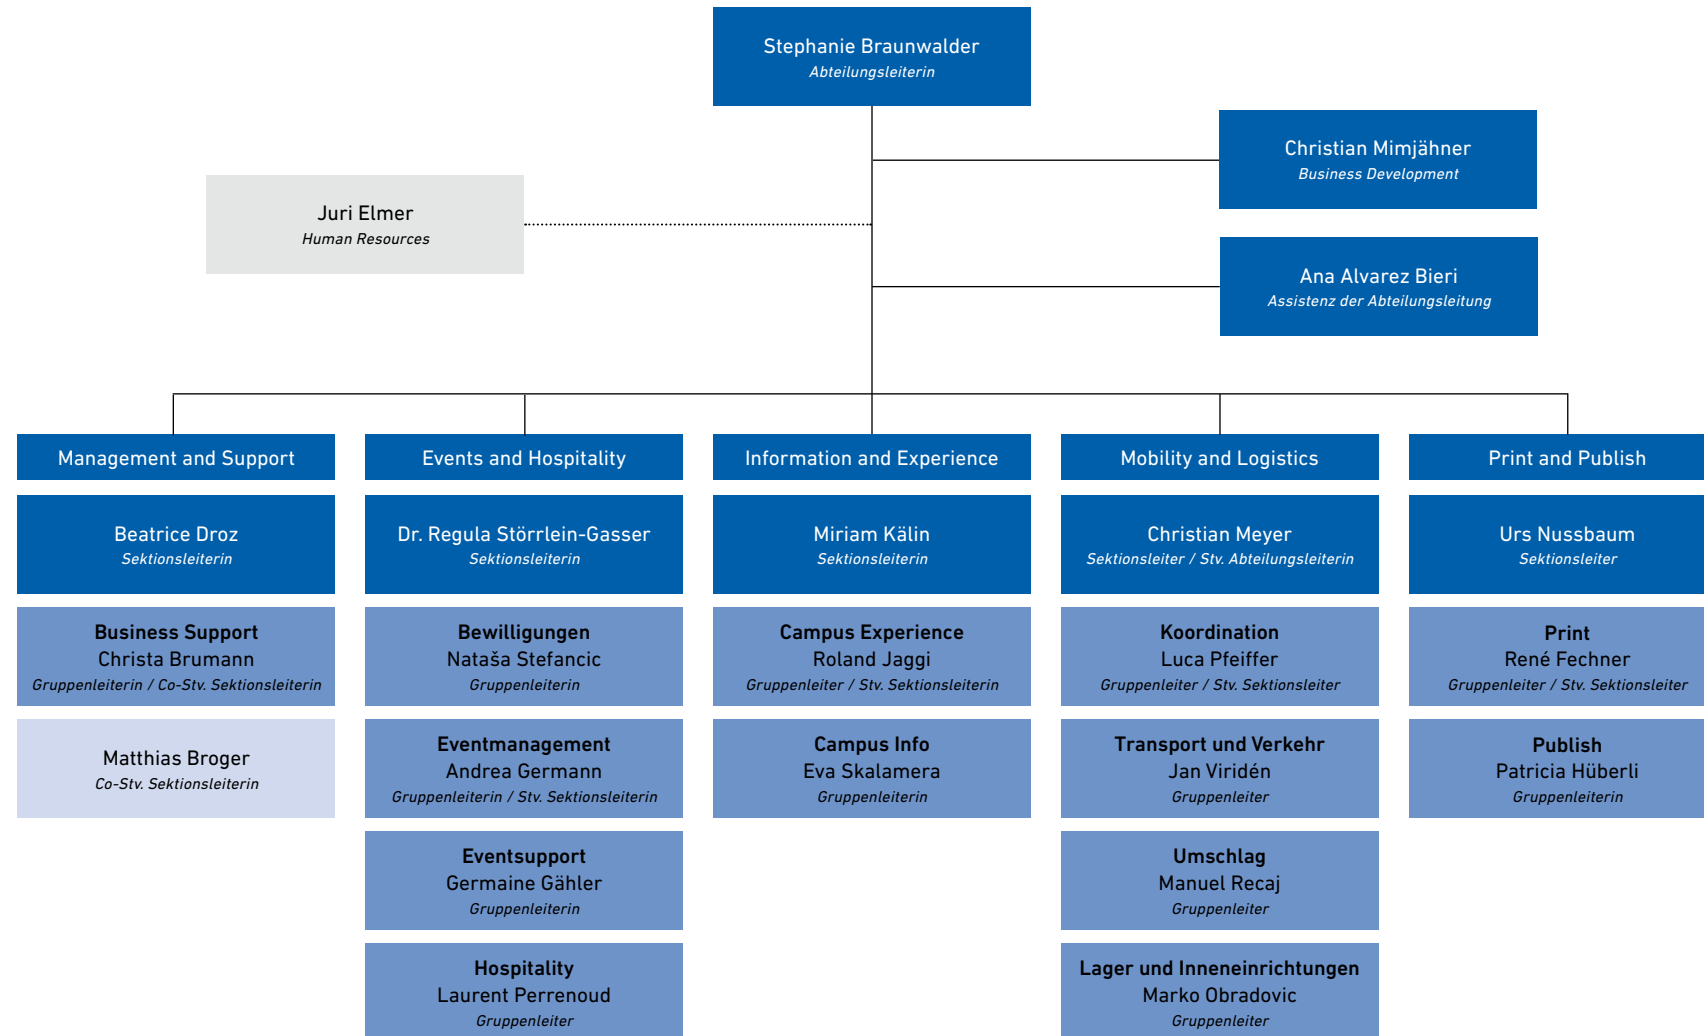 Stephanie Braunwalder
Abteilungsleiterin
Christian Mimjähner
Business Development
Juri Elmer
Human Resources
Ana Alvarez Bieri
Assistenz der Abteilungsleitung
Management and Support
Beatrice Droz
Sektionsleiterin
Business Support
Christa Brumann
Gruppenleiterin / Co-Stv. Sektionsleiterin
Matthias Broger
Co-Stv. Sektionsleiterin
Events and Hospitality
Dr. Regula Störrlein-Gasser
Sektionsleiterin
Bewilligungen
Nataša Stefancic
Gruppenleiterin
Eventmanagement
Andrea Germann
Gruppenleiterin / Stv. Sektionsleiterin
Eventsupport
Germaine Gähler
Gruppenleiterin
Hospitality
Laurent Perrenoud
Gruppenleiter
Information and Experience
Miriam Kälin
Sektionsleiterin
Campus Experience
Roland Jaggi
Gruppenleiter / Stv. Sektionsleiterin
Campus Info
Eva Skalamera
Gruppenleiterin
Mobility and Logistics
Christian Meyer
Sektionsleiter / Stv. Abteilungsleiterin
Koordination
Luca Pfeiffer
Gruppenleiter / Stv. Sektionsleiter
Transport und Verkehr
Jan Viridén
Gruppenleiter
Umschlag
Manuel Recaj
Gruppenleiter
Lager und Inneneinrichtungen
Marko Obradovic
Gruppenleiter
Print and Publish
Urs Nussbaum
Sektionsleiter
Print
René Fechner
Gruppenleiter / Stv. Sektionsleiter
Publish
Patricia Hüberli
Gruppenleiterin